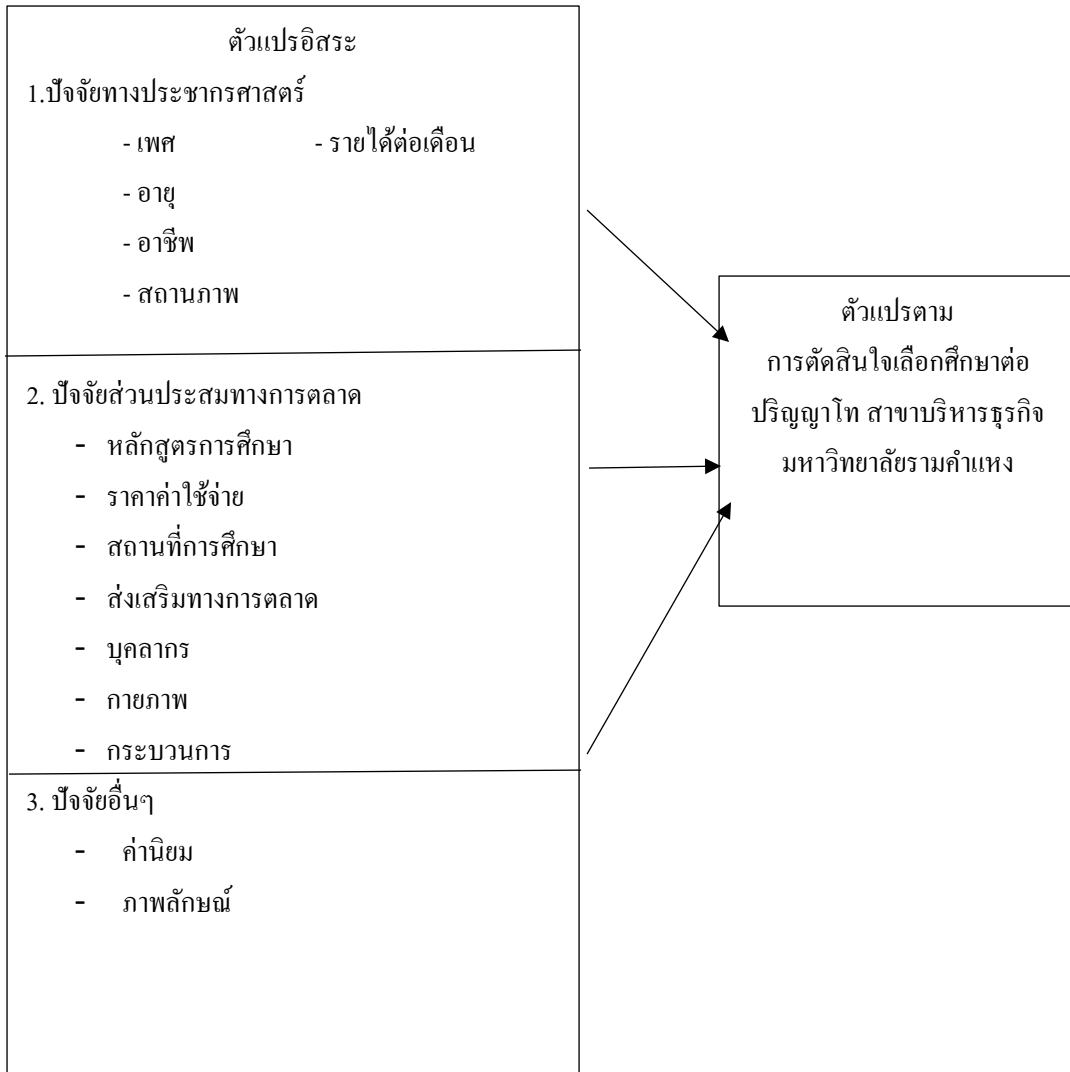 ตัวแปรอิสระ
1.ปัจจัยทางประชากรศาสตร์
- เพศ - รายได้ต่อเดือน
- อายุ
- อาชีพ
- สถานภาพ
2. ปัจจัยส่วนประสมทางการตลาด
- หลักสูตรการศึกษา
- ราคาค่าใช้จ่าย
- สถานที่การศึกษา
- ส่งเสริมทางการตลาด
- บุคลากร
- กายภาพ
- กระบวนการ
3. ปัจจัยอื่นๆ
- ค่านิยม
- ภาพลักษณ์
ตัวแปรตาม
การตัดสินใจเลือกศึกษาต่อ
ปริญญาโท สาขาบริหารธุรกิจ
มหาวิทยาลัยรามคำแหง